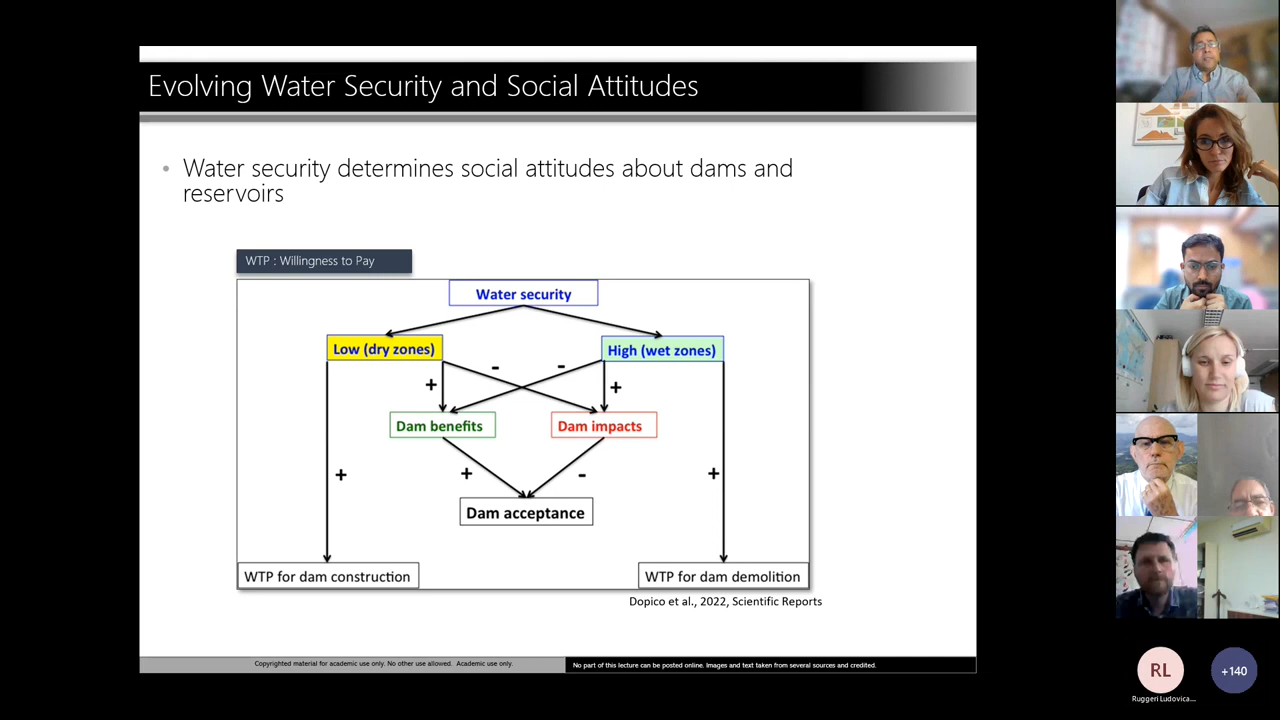 Evolving Water Security and Social Attitudes
• Water security determines social attitudes about dams and
reservoirs
WTP : Willingness to Pay
Water security
Low (dry zones)
High (wet zones)
- -
+ +
Dam benefits
Dam impacts
+ + - +
Dam acceptance
WTP for dam construction
WTP for dam demolition
Dopico et al., 2022, Scientific Reports
Copyrighted material for academic use only. No other use allowed. Academic use only.
No part of this lecture can be posted online. Images and text taken from several sources and credited.
RL
+140
Ruggeri Ludovica...